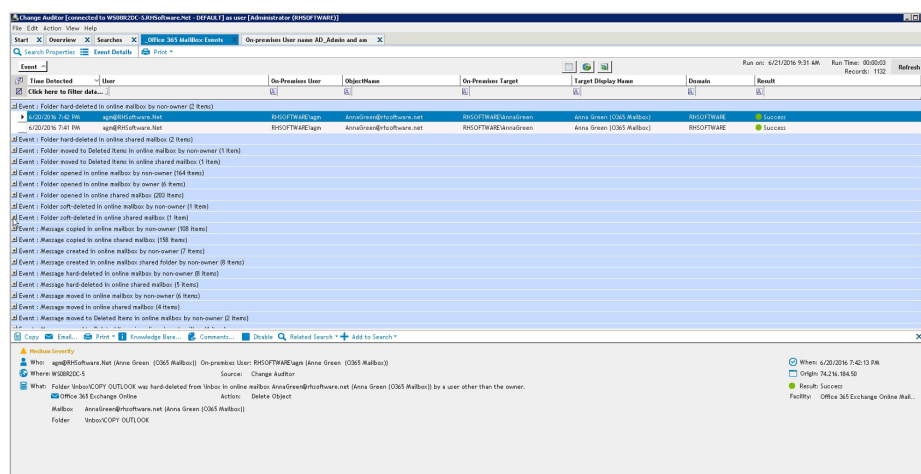 Change Auditor [connected to WS08R2DC-5.RHSoftware.Net - DEFAULT] as user [Administrator (RHSOFTWARE)]
File Edit Action View Help
Start X Overview X Searches X Office 365 MailBox Events X On-premises User name AD_Admin and am X
Search Properties Event Details Print
Event
Run on: 6/21/2016 9:31 AM Run Time: 00:00:03
Records: 1132
Refresh
Time Detected User On-Premises User ObjectName On-Premises Target Target Display Name Domain Result
Click here to filter data...
Event : Folder hard-deleted in online mailbox by non-owner (2 items)
6/20/2016 7:42 PM agm@RHSoftware.Net RHSOFTWARE\agm AnnaGreen@rhsoftware.net RHSOFTWARE\AnnaGreen Anna Green (O365 Mailbox) RHSOFTWARE Success
6/20/2016 7:41 PM agm@RHSoftware.Net RHSOFTWARE\agm AnnaGreen@rhsoftware.net RHSOFTWARE\AnnaGreen Anna Green (O365 Mailbox) RHSOFTWARE Success
Event : Folder hard-deleted in online shared mailbox (2 items)
Event : Folder moved to Deleted Items in online mailbox by non-owner (1 item)
Event : Folder moved to Deleted Items in online shared mailbox (1 item)
Event : Folder opened in online mailbox by non-owner (164 items)
Event : Folder opened in online mailbox by owner (6 items)
Event : Folder opened in online shared mailbox (203 items)
Event : Folder soft-deleted in online mailbox by non-owner (1 item)
Event : Folder soft-deleted in online shared mailbox (1 item)
Event : Message copied in online mailbox by non-owner (108 items)
Event : Message copied in online shared mailbox (158 items)
Event : Message created in online mailbox by non-owner (7 items)
Event : Message created in online mailbox shared folder by non-owner (8 items)
Event : Message hard-deleted in online mailbox by non-owner (8 items)
Event : Message hard-deleted in online shared mailbox (5 items)
Event : Message moved in online mailbox by non-owner (6 items)
Event : Message moved in online shared mailbox (4 items)
Event : Message moved to Deleted Items in online mailbox by non-owner (2 items)
Copy Email... Print Knowledge Base... Comments... Disable Related Search Add to Search X
Medium Severity
Who: agm@RHSoftware.Net (Anne Green (O365 Mailbox)) On-premises User: RHSOFTWARE\agm (Anne Green (O365 Mailbox)) When: 6/20/2016 7:42:13 PM
Where: WS08R2DC-5 Source: Change Auditor Origin: 74.216.184.50
What: Folder \Inbox\COPY OUTLOOK was hard-deleted from \Inbox in online mailbox AnnaGreen@rhsoftware.net (Anna Green (O365 Mailbox)) by a user other than the owner. Result: Success
Office 365 Exchange Online Action: Delete Object Facility: Office 365 Exchange Online Mail...
Mailbox AnnaGreen@rhsoftware.net (Anna Green (O365 Mailbox))
Folder \Inbox\COPY OUTLOOK